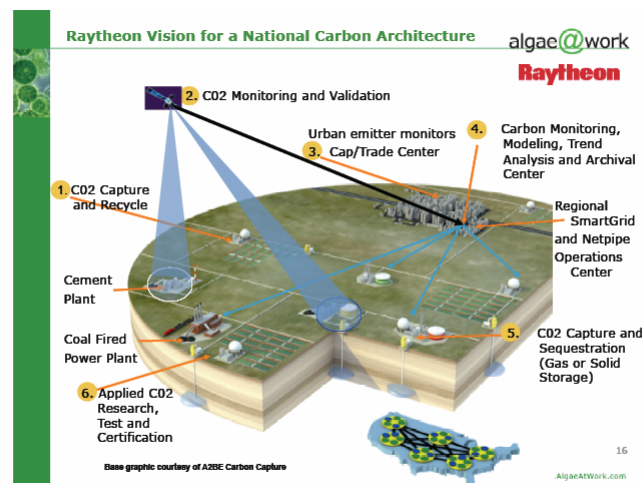 Raytheon Vision for a National Carbon Architecture
algae@work
Raytheon
2. C02 Monitoring and Validation
Urban emitter monitors
3. Cap/Trade Center
4. Carbon Monitoring,
Modeling, Trend
Analysis and Archival
Center
1. C02 Capture
and Recycle
Regional
SmartGrid
and Netpipe
Operations
Center
Cement
Plant
Coal Fired
Power Plant
5. C02 Capture and
Sequestration
(Gas or Solid
Storage)
6. Applied C02
Research,
Test and
Certification
Base graphic courtesy of A2BE Carbon Capture
16
.AlgaeAtWork.com